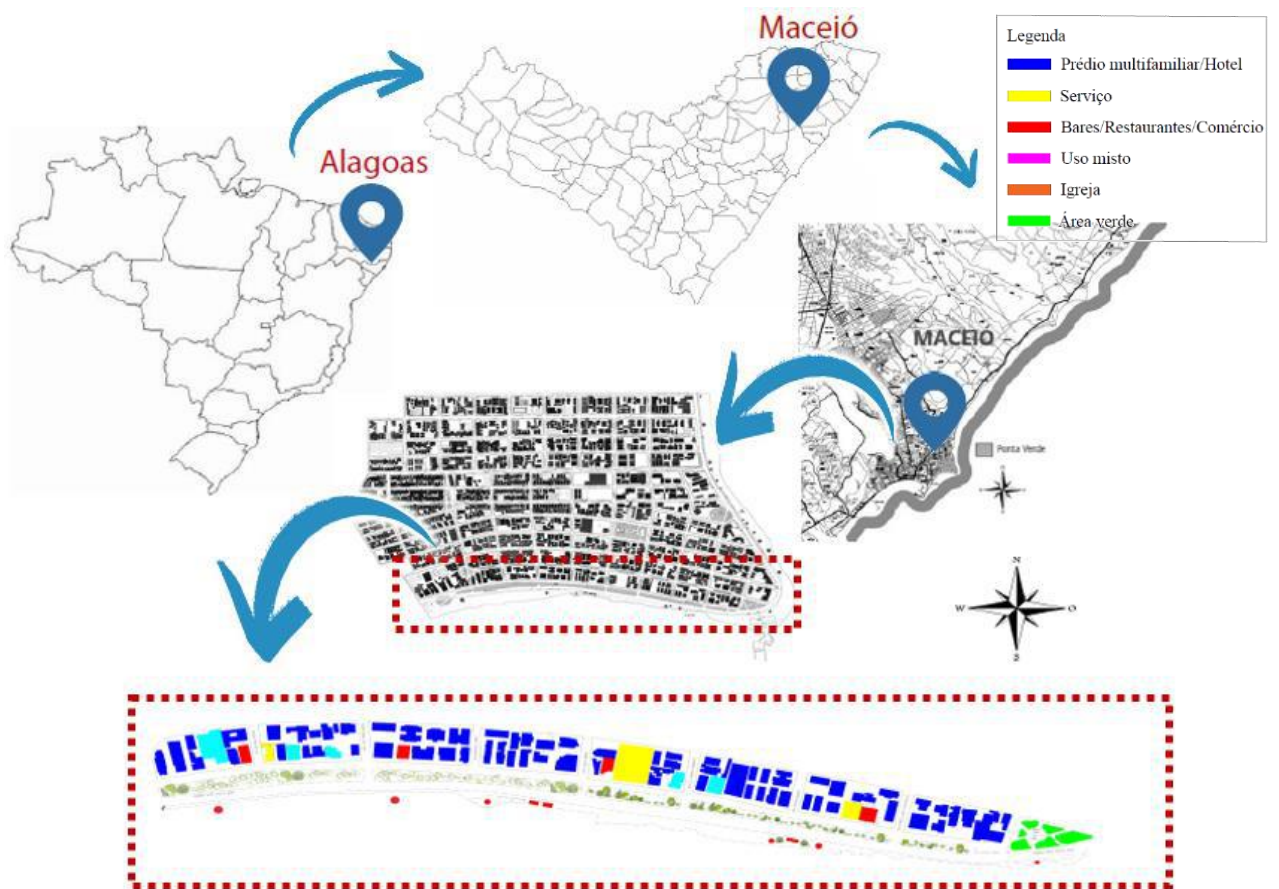 Maceió
Alagoas
Legenda
Prédio multifamiliar/Hotel
Serviço
Bares/Restaurantes/Comércio
Uso misto
Igreja
Área verde
MACEIÓ
Ponta Verde
N
W
O
S